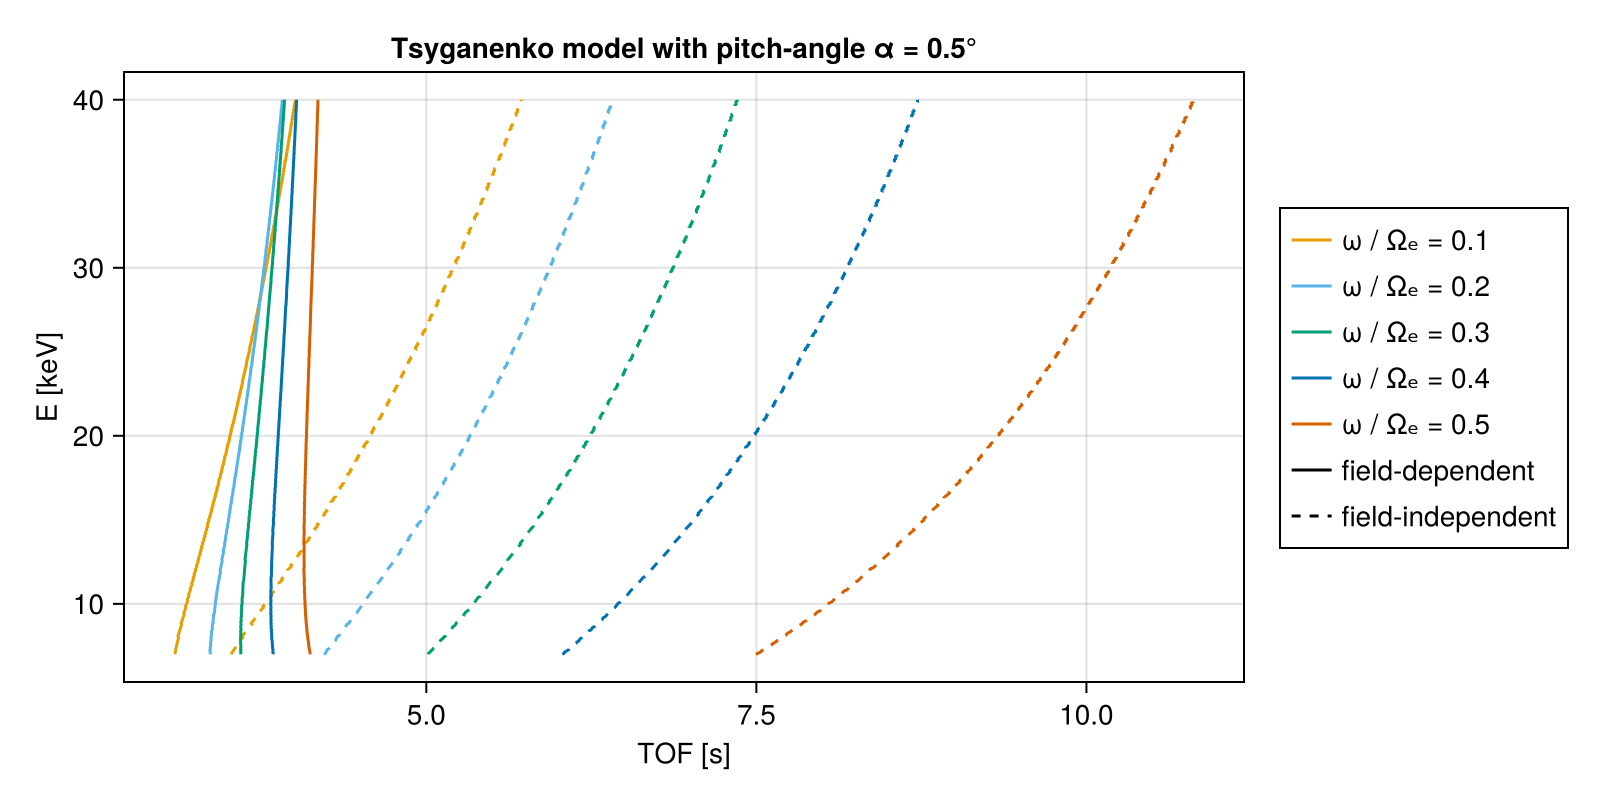 Tsyganenko model with pitch-angle α = 0.5°
E [keV]
40
30
20
10
5.0
7.5
10.0
TOF [s]
ω / Ωₑ = 0.1
ω / Ωₑ = 0.2
ω / Ωₑ = 0.3
ω / Ωₑ = 0.4
ω / Ωₑ = 0.5
field-dependent
field-independent